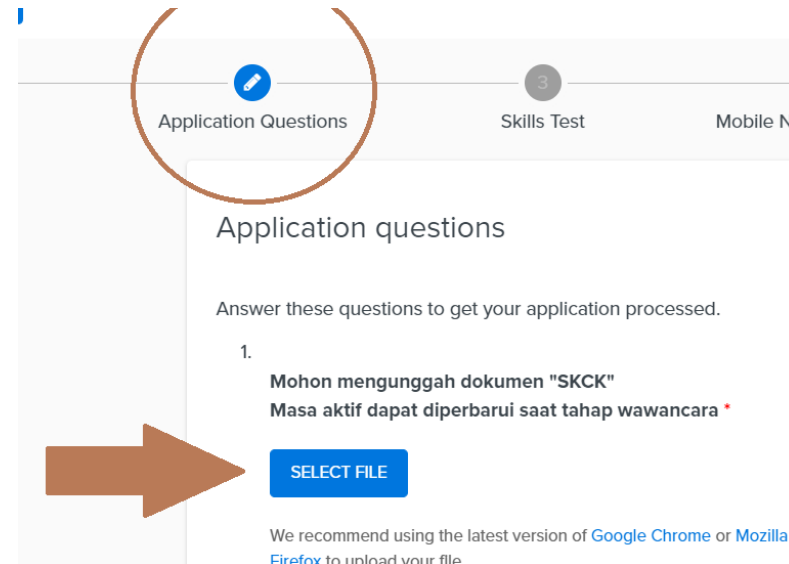 3
Application Questions
Skills Test
Mobile N
Application questions
Answer these questions to get your application processed.
1.
Mohon mengunggah dokumen "SKCK"
Masa aktif dapat diperbarui saat tahap wawancara *
SELECT FILE
We recommend using the latest version of Google Chrome or Mozilla
Firefox to upload your file